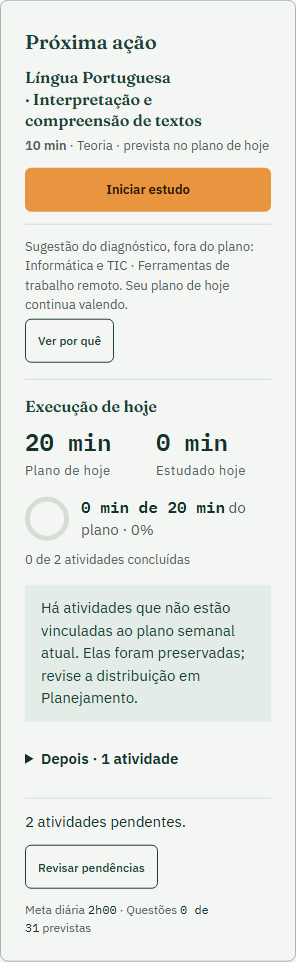 Próxima ação
Língua Portuguesa
· Interpretação e
compreensão de textos
10 min · Teoria · prevista no plano de hoje
Iniciar estudo
Sugestão do diagnóstico, fora do plano:
Informática e TIC · Ferramentas de
trabalho remoto. Seu plano de hoje
continua valendo.
Ver por quê
Execução de hoje
20 min 0 min
Plano de hoje Estudado hoje
0 min de 20 min do
plano · 0%
0 de 2 atividades concluídas
Há atividades que não estão
vinculadas ao plano semanal
atual. Elas foram preservadas;
revise a distribuição em
Planejamento.
Depois · 1 atividade
2 atividades pendentes.
Revisar pendências
Meta diária 2h00 · Questões 0 de
31 previstas